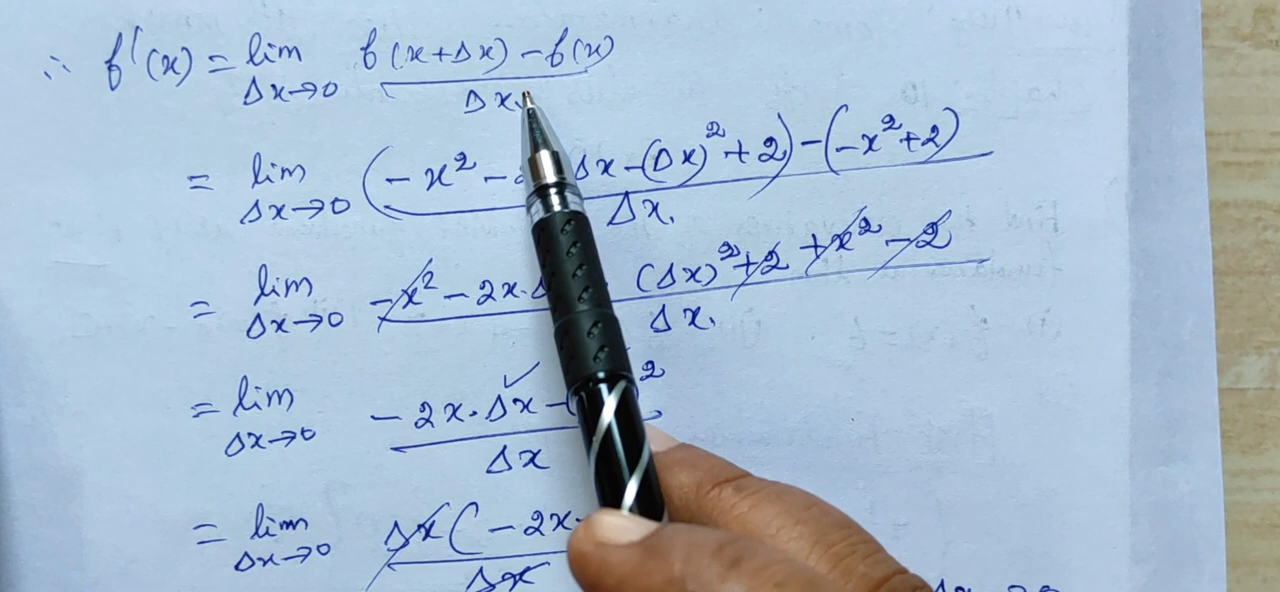 ∴ f'(x) = lim f(x+Δx) - f(x)
Δx→0 Δx
= lim (-x² - Δx - (Δx)² + 2) - (-x² + 2)
Δx→0 Δx.
= lim -x² - 2x. (Δx)² + 2 + x² - 2
Δx→0 Δx.
= lim -2x. Δx - ( ² ✓
Δx→0 Δx
= lim Δx ( -2x.
Δx→0 Δx